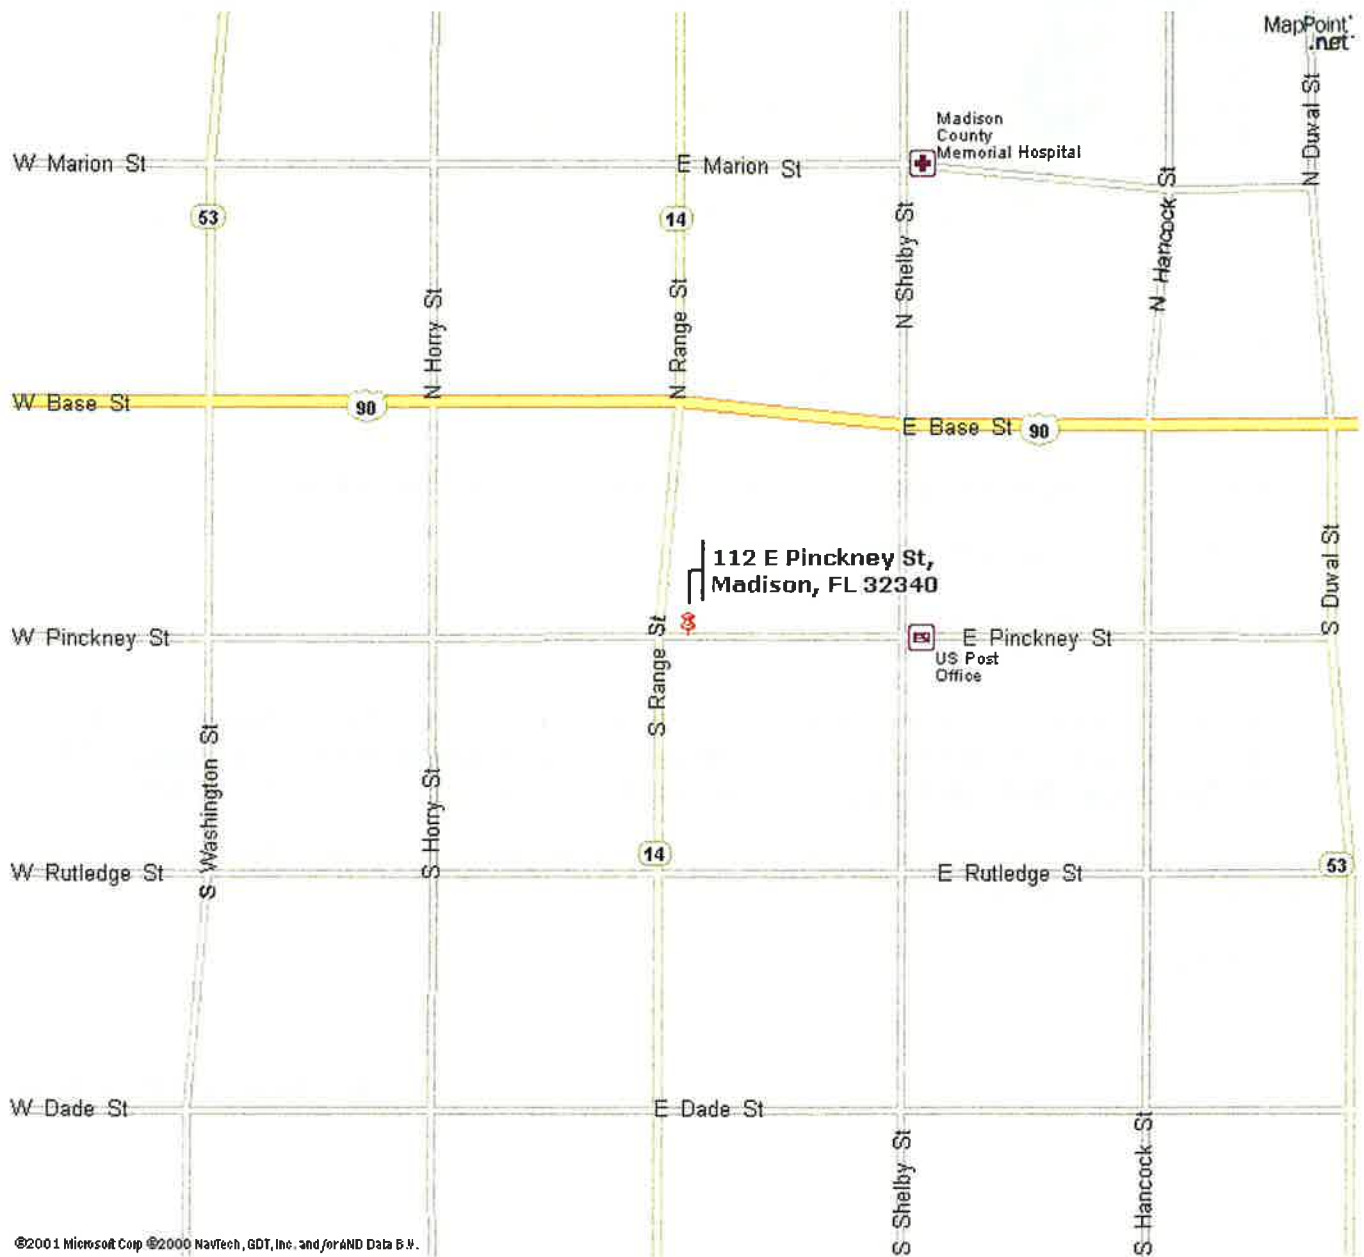 MapPoint
.net
N Duval St
Madison
County
Memorial Hospital
W Marion St
E Marion St
53
14
N Hancock St
N Shelby St
N Range St
N Horry St
W Base St
90
E Base St
90
112 E Pinckney St,
Madison, FL 32340
S Duval St
W Pinckney St
E Pinckney St
US Post
Office
S Range St
S Washington St
S Horry St
14
53
W Rutledge St
E Rutledge St
W Dade St
E Dade St
S Shelby St
S Hancock St
©2001 Microsoft Corp ©2000 NavTech, GDT, Inc. and/or AND Data B.V.